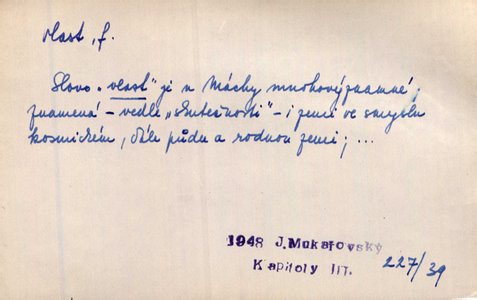 vlast, f.
Slovo „vlast" je u Máchy mnohovýznamné;
znamená – vedle „skutečnosti" – i zemi ve smyslu
kosmickém, dále půdu a rodnou zemi; ...
1948 J. Mukařovský
Kapitoly III.
227/39